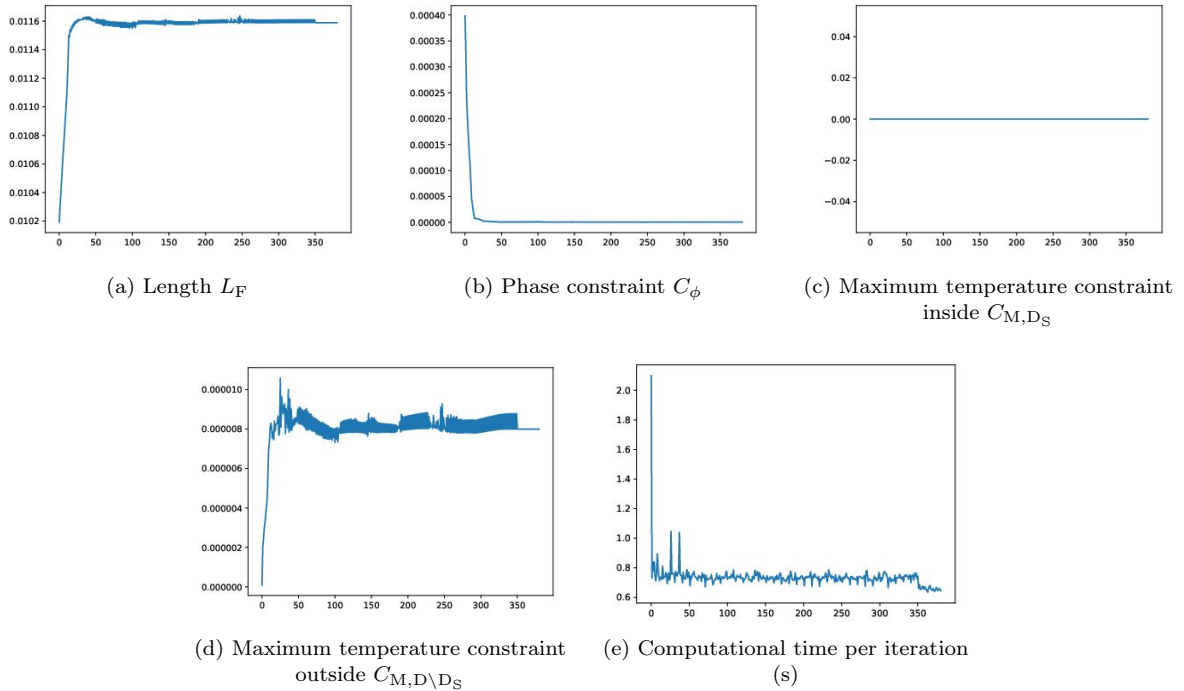 0.0116
0.0114
0.0112
0.0110
0.0108
0.0106
0.0104
0.0102
0 50 100 150 200 250 300 350
(a) Length L_F
0.00040
0.00035
0.00030
0.00025
0.00020
0.00015
0.00010
0.00005
0.00000
0 50 100 150 200 250 300 350
(b) Phase constraint C_ϕ
0.04
0.02
0.00
−0.02
−0.04
0 50 100 150 200 250 300 350
(c) Maximum temperature constraint
inside C_{M,D_S}
0.000010
0.000008
0.000006
0.000004
0.000002
0.000000
0 50 100 150 200 250 300 350
(d) Maximum temperature constraint
outside C_{M,D\D_S}
2.0
1.8
1.6
1.4
1.2
1.0
0.8
0.6
0 50 100 150 200 250 300 350
(e) Computational time per iteration
(s)